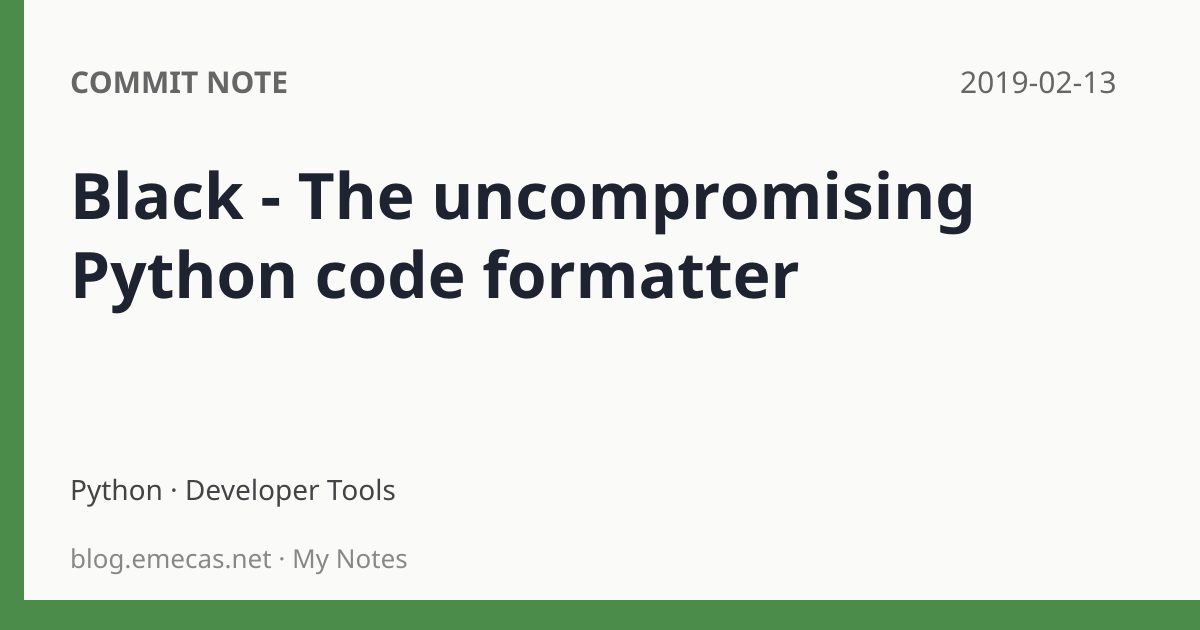 COMMIT NOTE
2019-02-13
Black - The uncompromising
Python code formatter
Python · Developer Tools
blog.emecas.net · My Notes